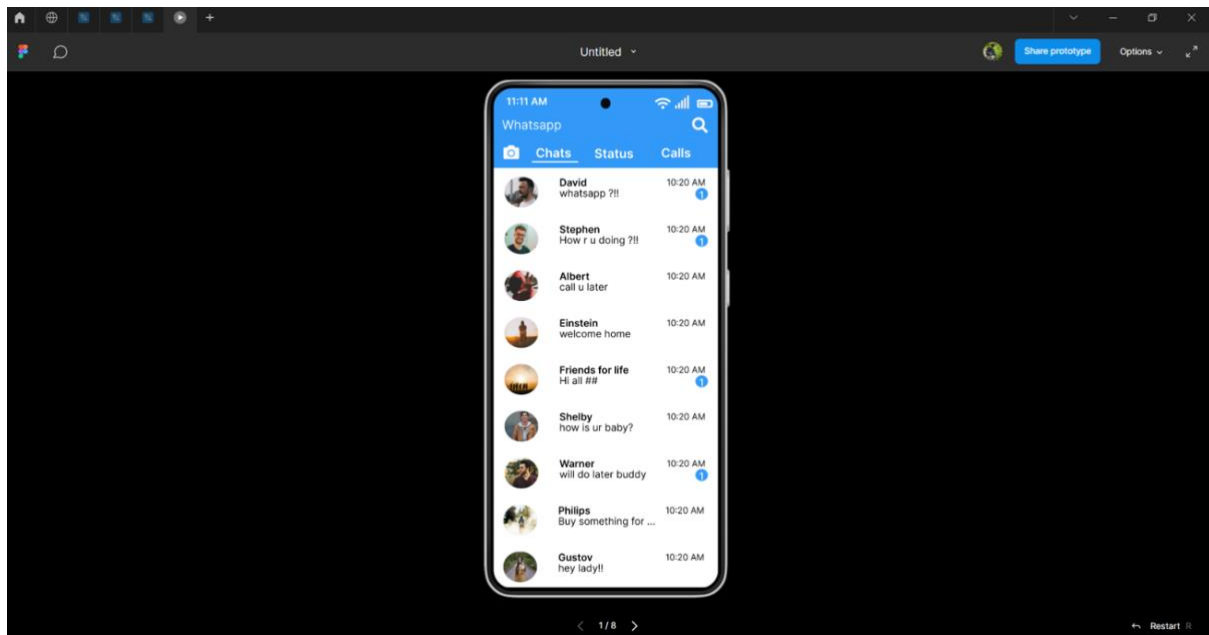 Untitled
Share prototype
Options
11:11 AM
Whatsapp
Chats Status Calls
David 10:20 AM
whatsapp ?!! 1
Stephen 10:20 AM
How r u doing ?!! 1
Albert 10:20 AM
call u later
Einstein 10:20 AM
welcome home
Friends for life 10:20 AM
Hi all ## 1
Shelby 10:20 AM
how is ur baby?
Warner 10:20 AM
will do later buddy 1
Philips 10:20 AM
Buy something for ...
Gustov 10:20 AM
hey lady!!
1 / 8
Restart R